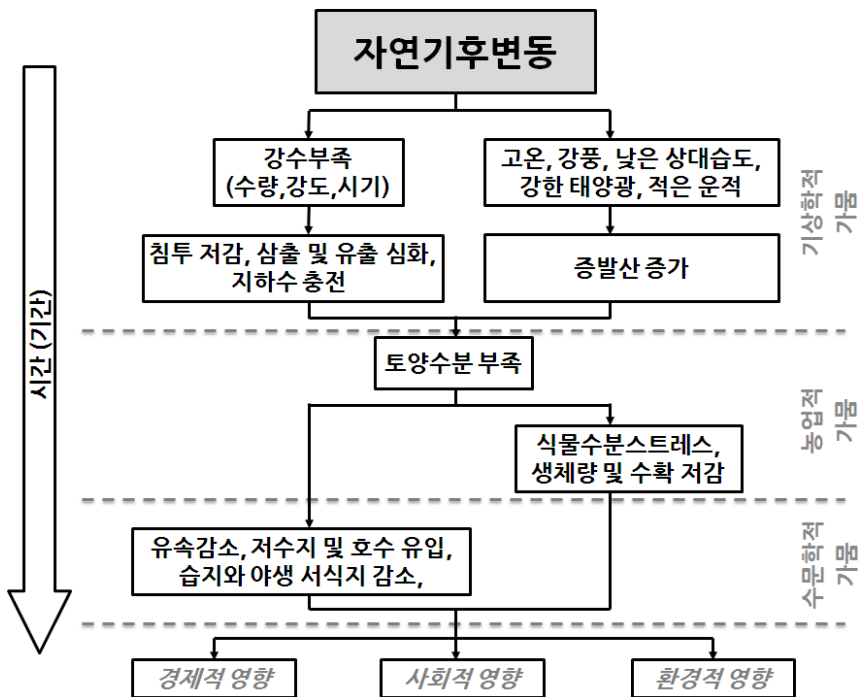 자연기후변동
강수부족
(수량,강도,시기)
고온, 강풍, 낮은 상대습도,
강한 태양광, 적은 운적
침투 저감, 삼출 및 유출 심화,
지하수 충전
증발산 증가
기상학적
가뭄
시간 (기간)
토양수분 부족
식물수분스트레스,
생체량 및 수확 저감
농업적
가뭄
유속감소, 저수지 및 호수 유입,
습지와 야생 서식지 감소,
수문학적
가뭄
경제적 영향
사회적 영향
환경적 영향